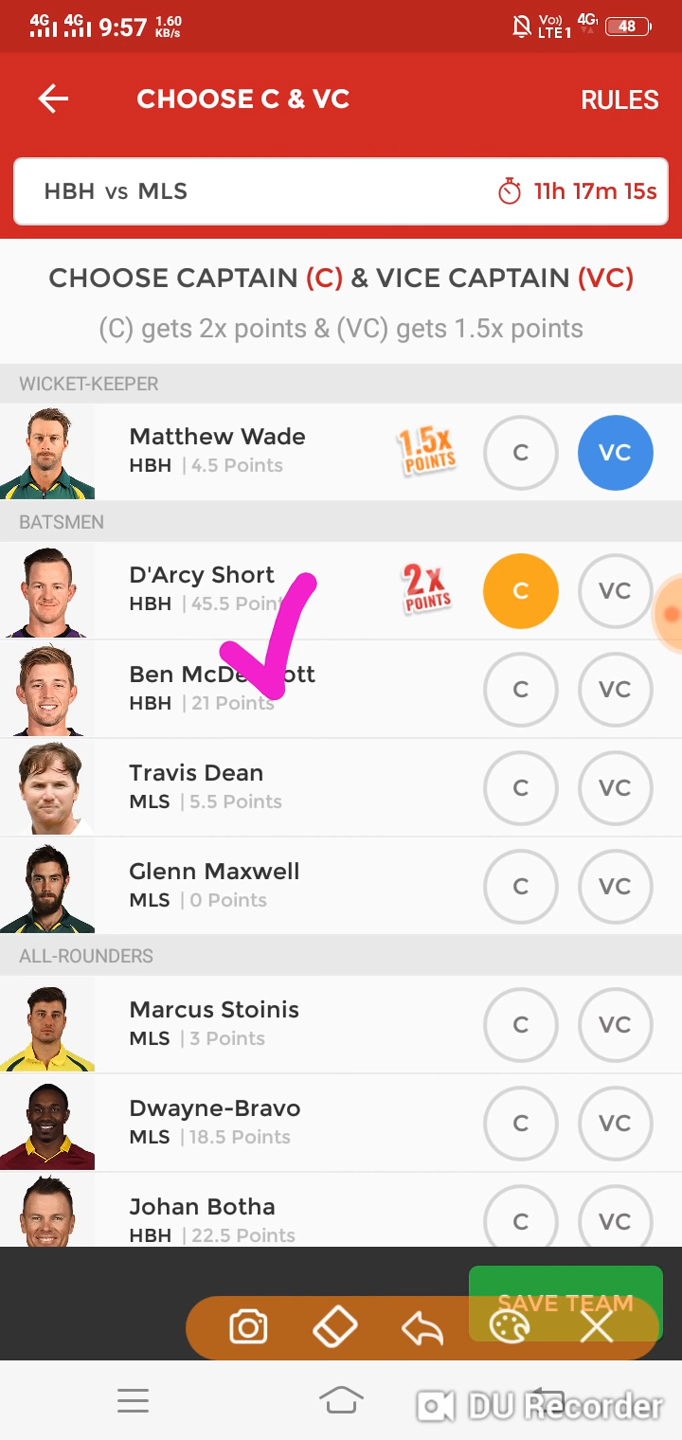 4G 4G 9:57 1.60 KB/s Vo) LTE1 4G 48
CHOOSE C & VC RULES
HBH vs MLS 11h 17m 15s
CHOOSE CAPTAIN (C) & VICE CAPTAIN (VC)
(C) gets 2x points & (VC) gets 1.5x points
WICKET-KEEPER
Matthew Wade
HBH | 4.5 Points
1.5x POINTS
C VC
BATSMEN
D'Arcy Short
HBH | 45.5 Points
2x POINTS
C VC
Ben McDermott
HBH | 21 Points
C VC
Travis Dean
MLS | 5.5 Points
C VC
Glenn Maxwell
MLS | 0 Points
C VC
ALL-ROUNDERS
Marcus Stoinis
MLS | 3 Points
C VC
Dwayne-Bravo
MLS | 18.5 Points
C VC
Johan Botha
HBH | 22.5 Points
C VC
SAVE TEAM
DU Recorder